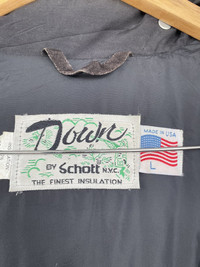 Down
BY Schott N.Y.C.
THE FINEST INSULATION
MADE IN USA
L